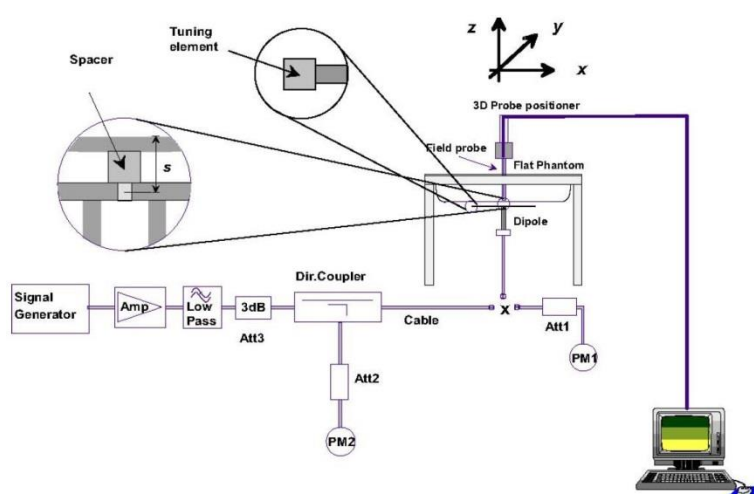 Tuning
element
Spacer
s
z
y
x
3D Probe positioner
Field probe
Flat Phantom
Dipole
Dir.Coupler
Signal
Generator
Amp
Low
Pass
3dB
Att3
Cable
x
Att1
PM1
Att2
PM2